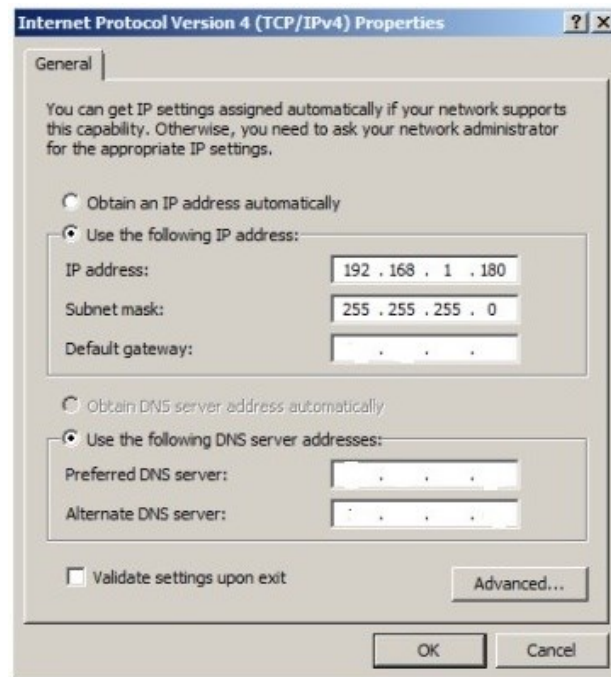 Internet Protocol Version 4 (TCP/IPv4) Properties
General
You can get IP settings assigned automatically if your network supports
this capability. Otherwise, you need to ask your network administrator
for the appropriate IP settings.
Obtain an IP address automatically
Use the following IP address:
IP address: 192 . 168 . 1 . 180
Subnet mask: 255 . 255 . 255 . 0
Default gateway: . . .
Obtain DNS server address automatically
Use the following DNS server addresses:
Preferred DNS server: . . .
Alternate DNS server: . . .
Validate settings upon exit
Advanced...
OK Cancel